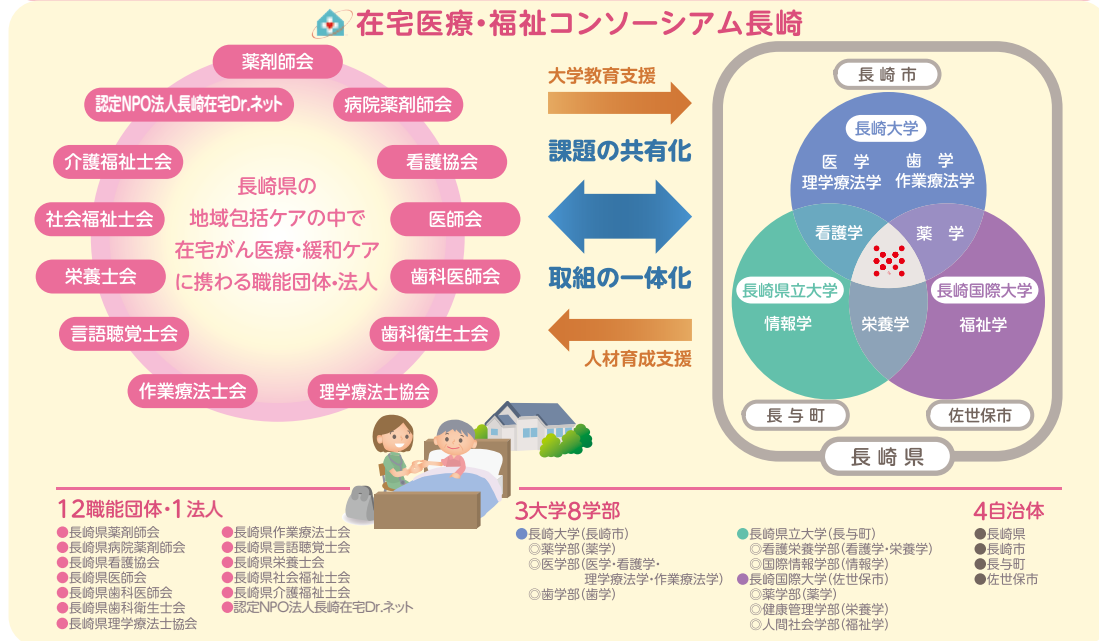 在宅医療・福祉コンソーシアム長崎
薬剤師会
認定NPO法人長崎在宅Dr.ネット
病院薬剤師会
介護福祉士会
看護協会
社会福祉士会
医師会
栄養士会
歯科医師会
言語聴覚士会
歯科衛生士会
作業療法士会
理学療法士協会
長崎県の
地域包括ケアの中で
在宅がん医療・緩和ケア
に携わる職能団体・法人
大学教育支援
課題の共有化
取組の一体化
人材育成支援
長崎市
長崎大学
医学 歯学
理学療法学 作業療法学
看護学 薬学
長崎県立大学 長崎国際大学
情報学 栄養学 福祉学
長与町 佐世保市
長崎県
12職能団体・1法人
●長崎県薬剤師会
●長崎県病院薬剤師会
●長崎県看護協会
●長崎県医師会
●長崎県歯科医師会
●長崎県歯科衛生士会
●長崎県理学療法士協会
●長崎県作業療法士会
●長崎県言語聴覚士会
●長崎県栄養士会
●長崎県社会福祉士会
●長崎県介護福祉士会
●認定NPO法人長崎在宅Dr.ネット
3大学8学部
●長崎大学(長崎市)
◎薬学部(薬学)
◎医学部(医学・看護学・
理学療法学・作業療法学)
◎歯学部(歯学)
●長崎県立大学(長与町)
◎看護栄養学部(看護学・栄養学)
◎国際情報学部(情報学)
●長崎国際大学(佐世保市)
◎薬学部(薬学)
◎健康管理学部(栄養学)
◎人間社会学部(福祉学)
4自治体
●長崎県
●長崎市
●長与町
●佐世保市